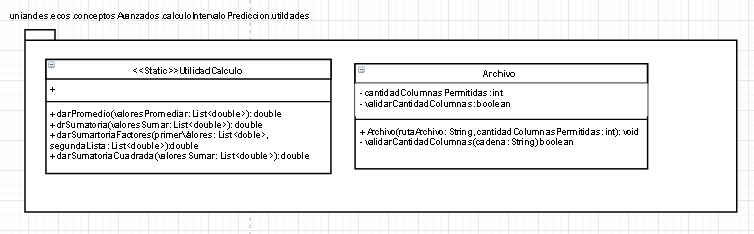 uniandes.ecos.conceptosAvanzados.calculoIntervaloPrediccion.utilidades
<<Static>>UtilidadCalculo
+
+ darPromedio(valoresPromediar: List<double>): double
+ drSumatoria(valoresSumar: List<double>): double
+ darSumartoriaFactores(primerValores: List<doble>,
segundaLista: List<double>):double
+ darSumatoriaCuadrada(valoresSumar: List<double>): double
Archivo
- cantidadColumnasPermitidas: int
- validarCantidadColumnas: boolean
+ Archivo(rutaArchivo: String, cantidadColumnasPermitidas: int): void
- validarCantidadColumnas(cadena: String) boolean